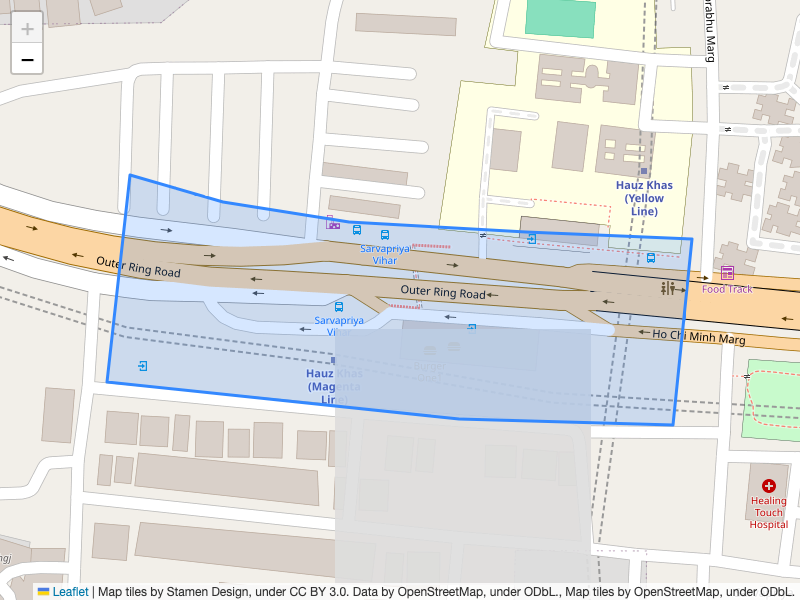 +
−
Prabhu Marg
Hauz Khas
(Yellow
Line)
Sarvapriya
Vihar
Outer Ring Road
Outer Ring Road
Food Track
Sarvapriya
Ho Chi Minh Marg
Hauz Khas
(Magenta
Line)
Healing
Touch
Hospital
Leaflet | Map tiles by Stamen Design, under CC BY 3.0. Data by OpenStreetMap, under ODbL., Map tiles by OpenStreetMap, under ODbL.